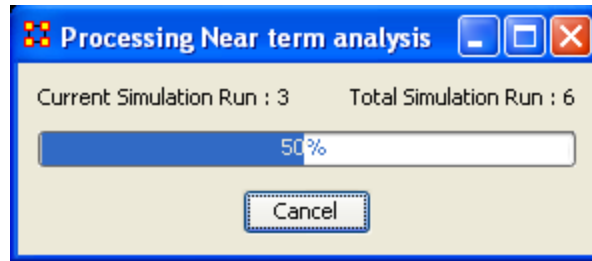 Processing Near term analysis
Current Simulation Run : 3 Total Simulation Run : 6
50%
Cancel